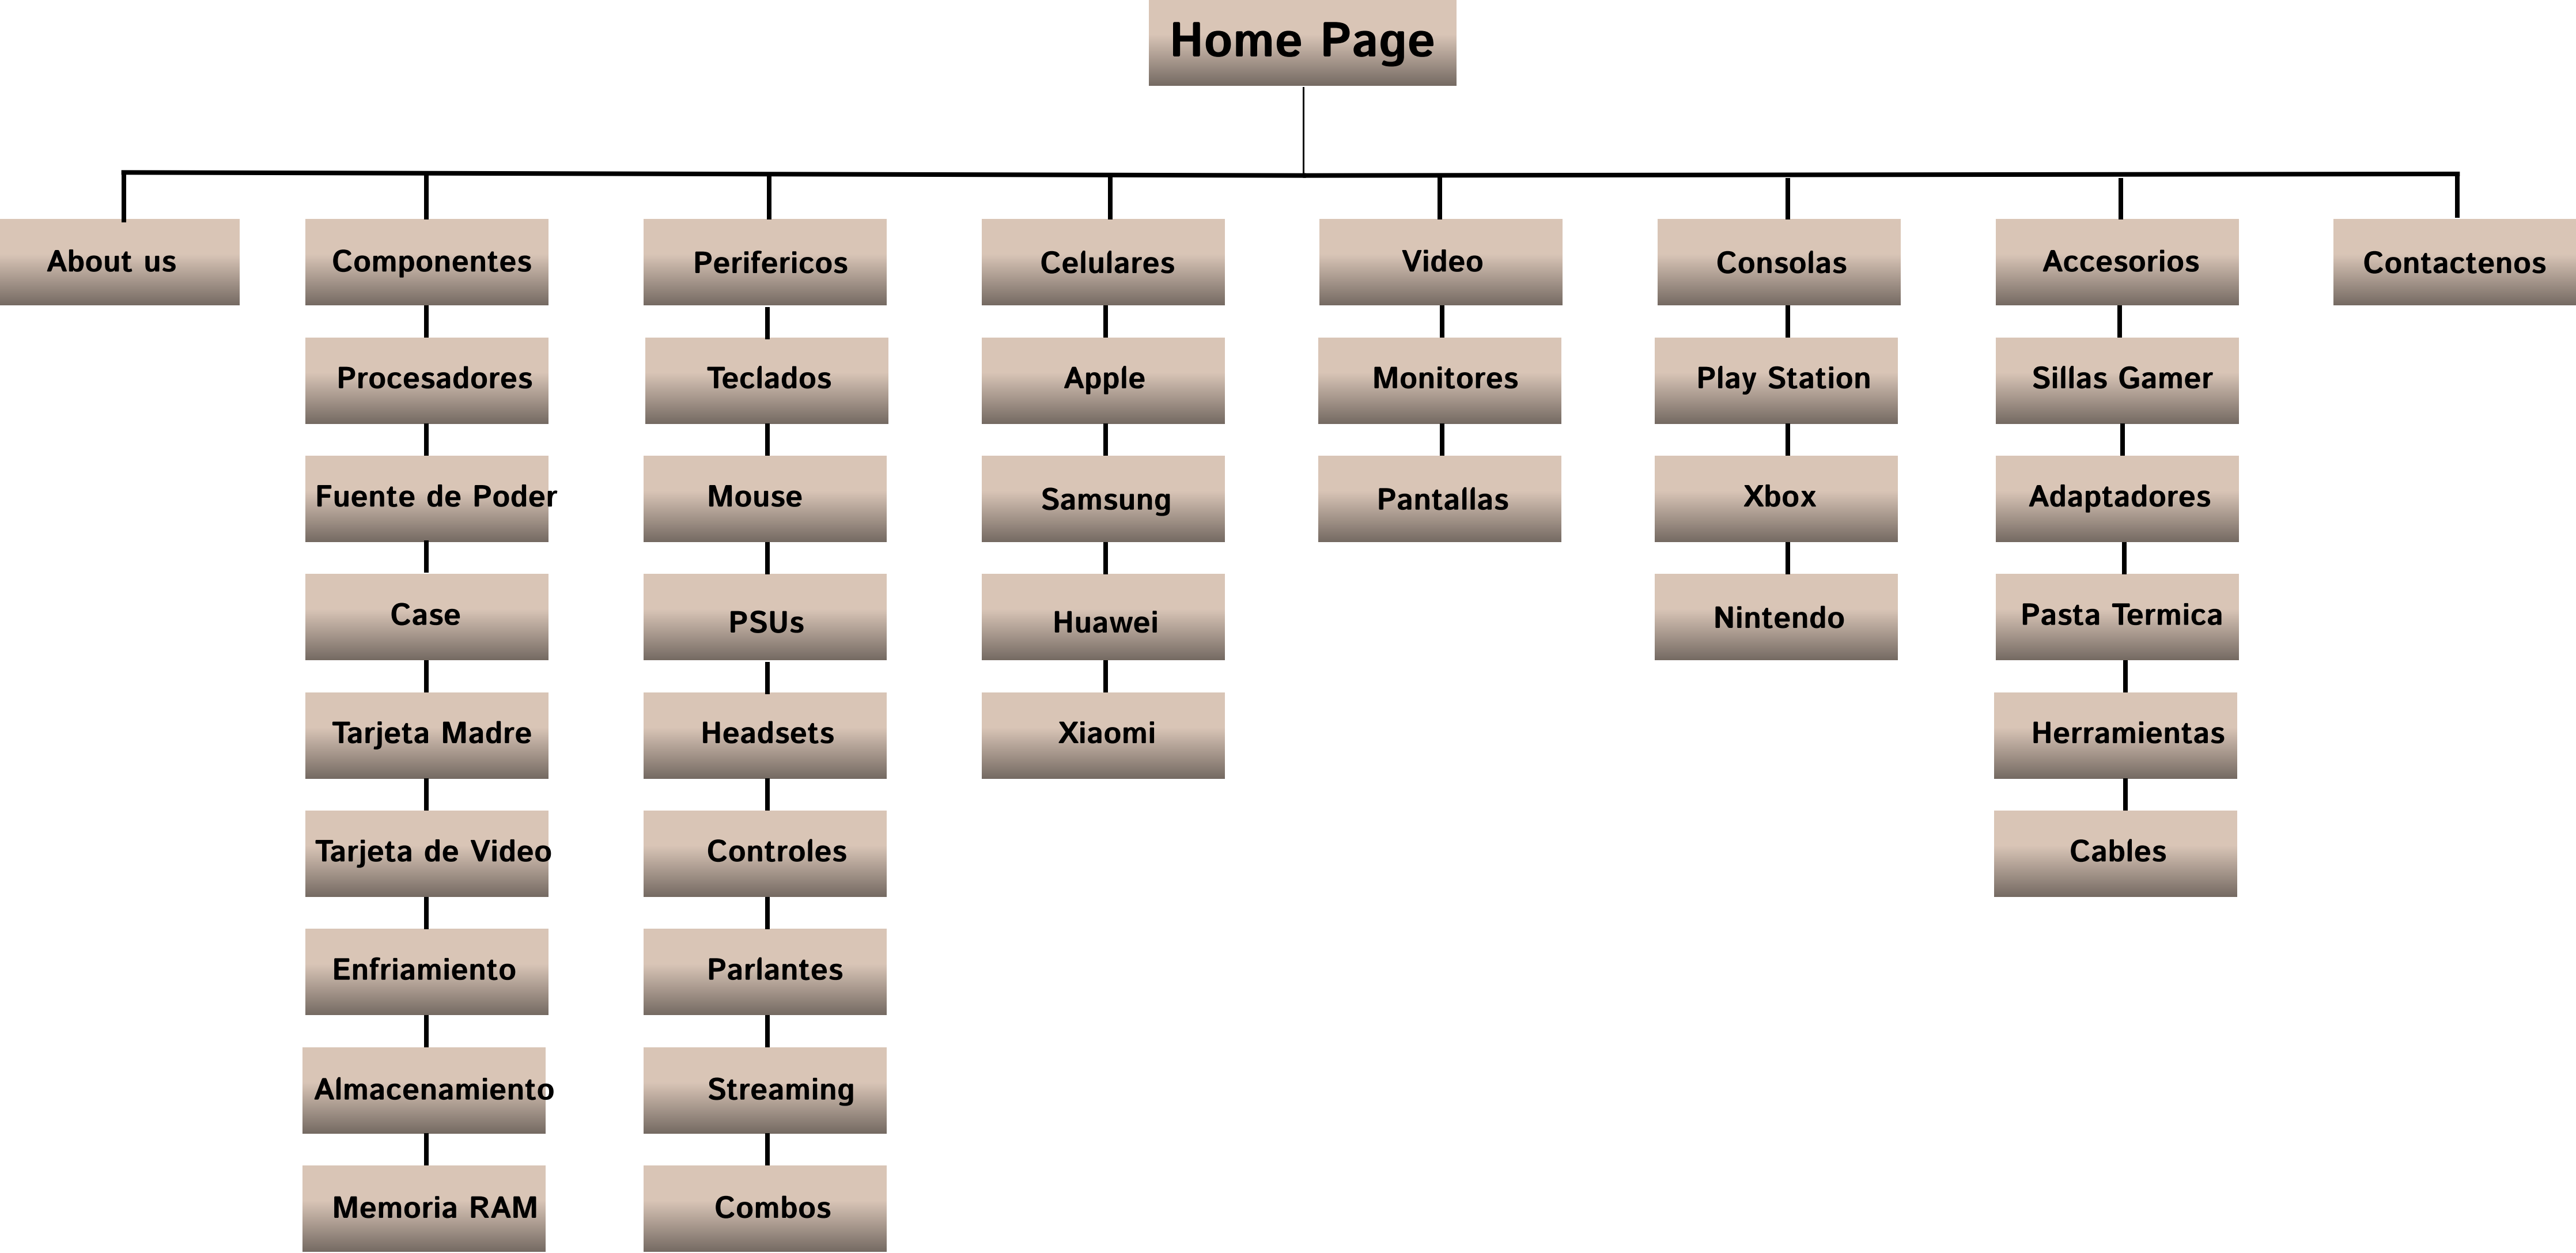 Home Page
About us
Componentes
Perifericos
Celulares
Video
Consolas
Accesorios
Contactenos
Procesadores
Teclados
Apple
Monitores
Play Station
Sillas Gamer
Fuente de Poder
Mouse
Samsung
Pantallas
Xbox
Adaptadores
Case
PSUs
Huawei
Nintendo
Pasta Termica
Tarjeta Madre
Headsets
Xiaomi
Herramientas
Tarjeta de Video
Controles
Cables
Enfriamiento
Parlantes
Almacenamiento
Streaming
Memoria RAM
Combos